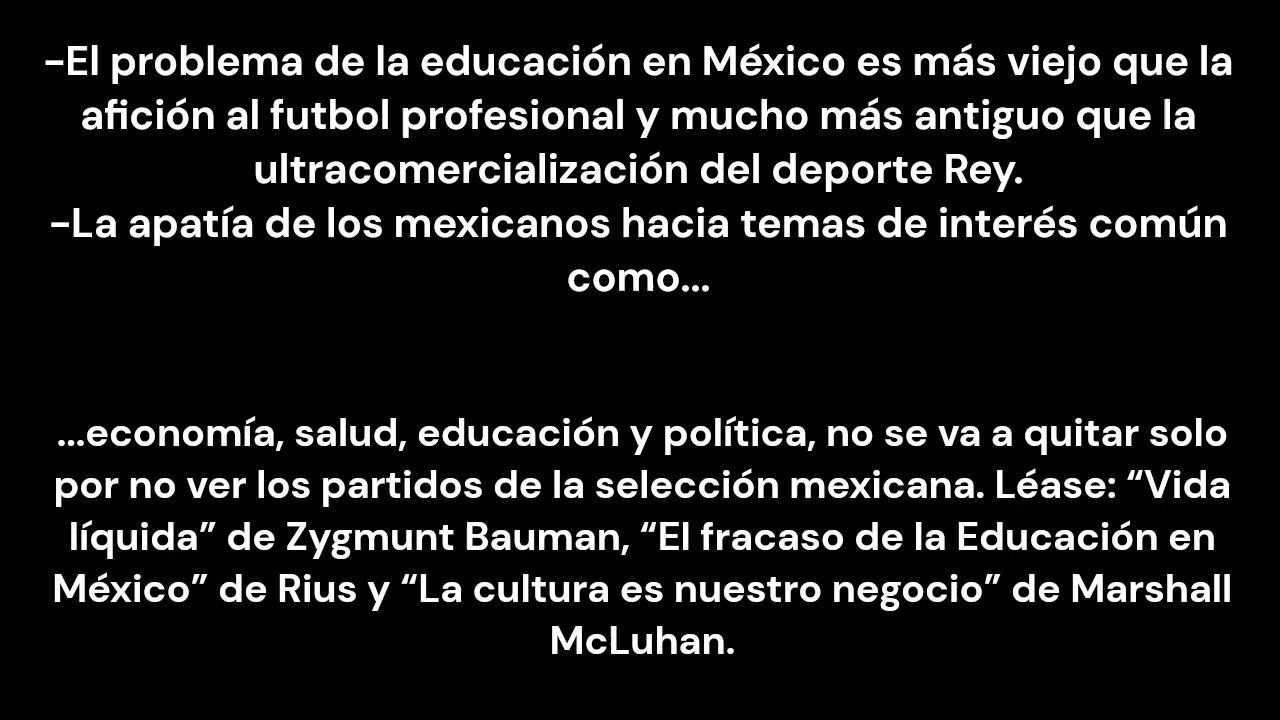 -El problema de la educación en México es más viejo que la
afición al futbol profesional y mucho más antiguo que la
ultracomercialización del deporte Rey.
-La apatía de los mexicanos hacia temas de interés común
como...
...economía, salud, educación y política, no se va a quitar solo
por no ver los partidos de la selección mexicana. Léase: “Vida
líquida” de Zygmunt Bauman, “El fracaso de la Educación en
México” de Rius y “La cultura es nuestro negocio” de Marshall
McLuhan.